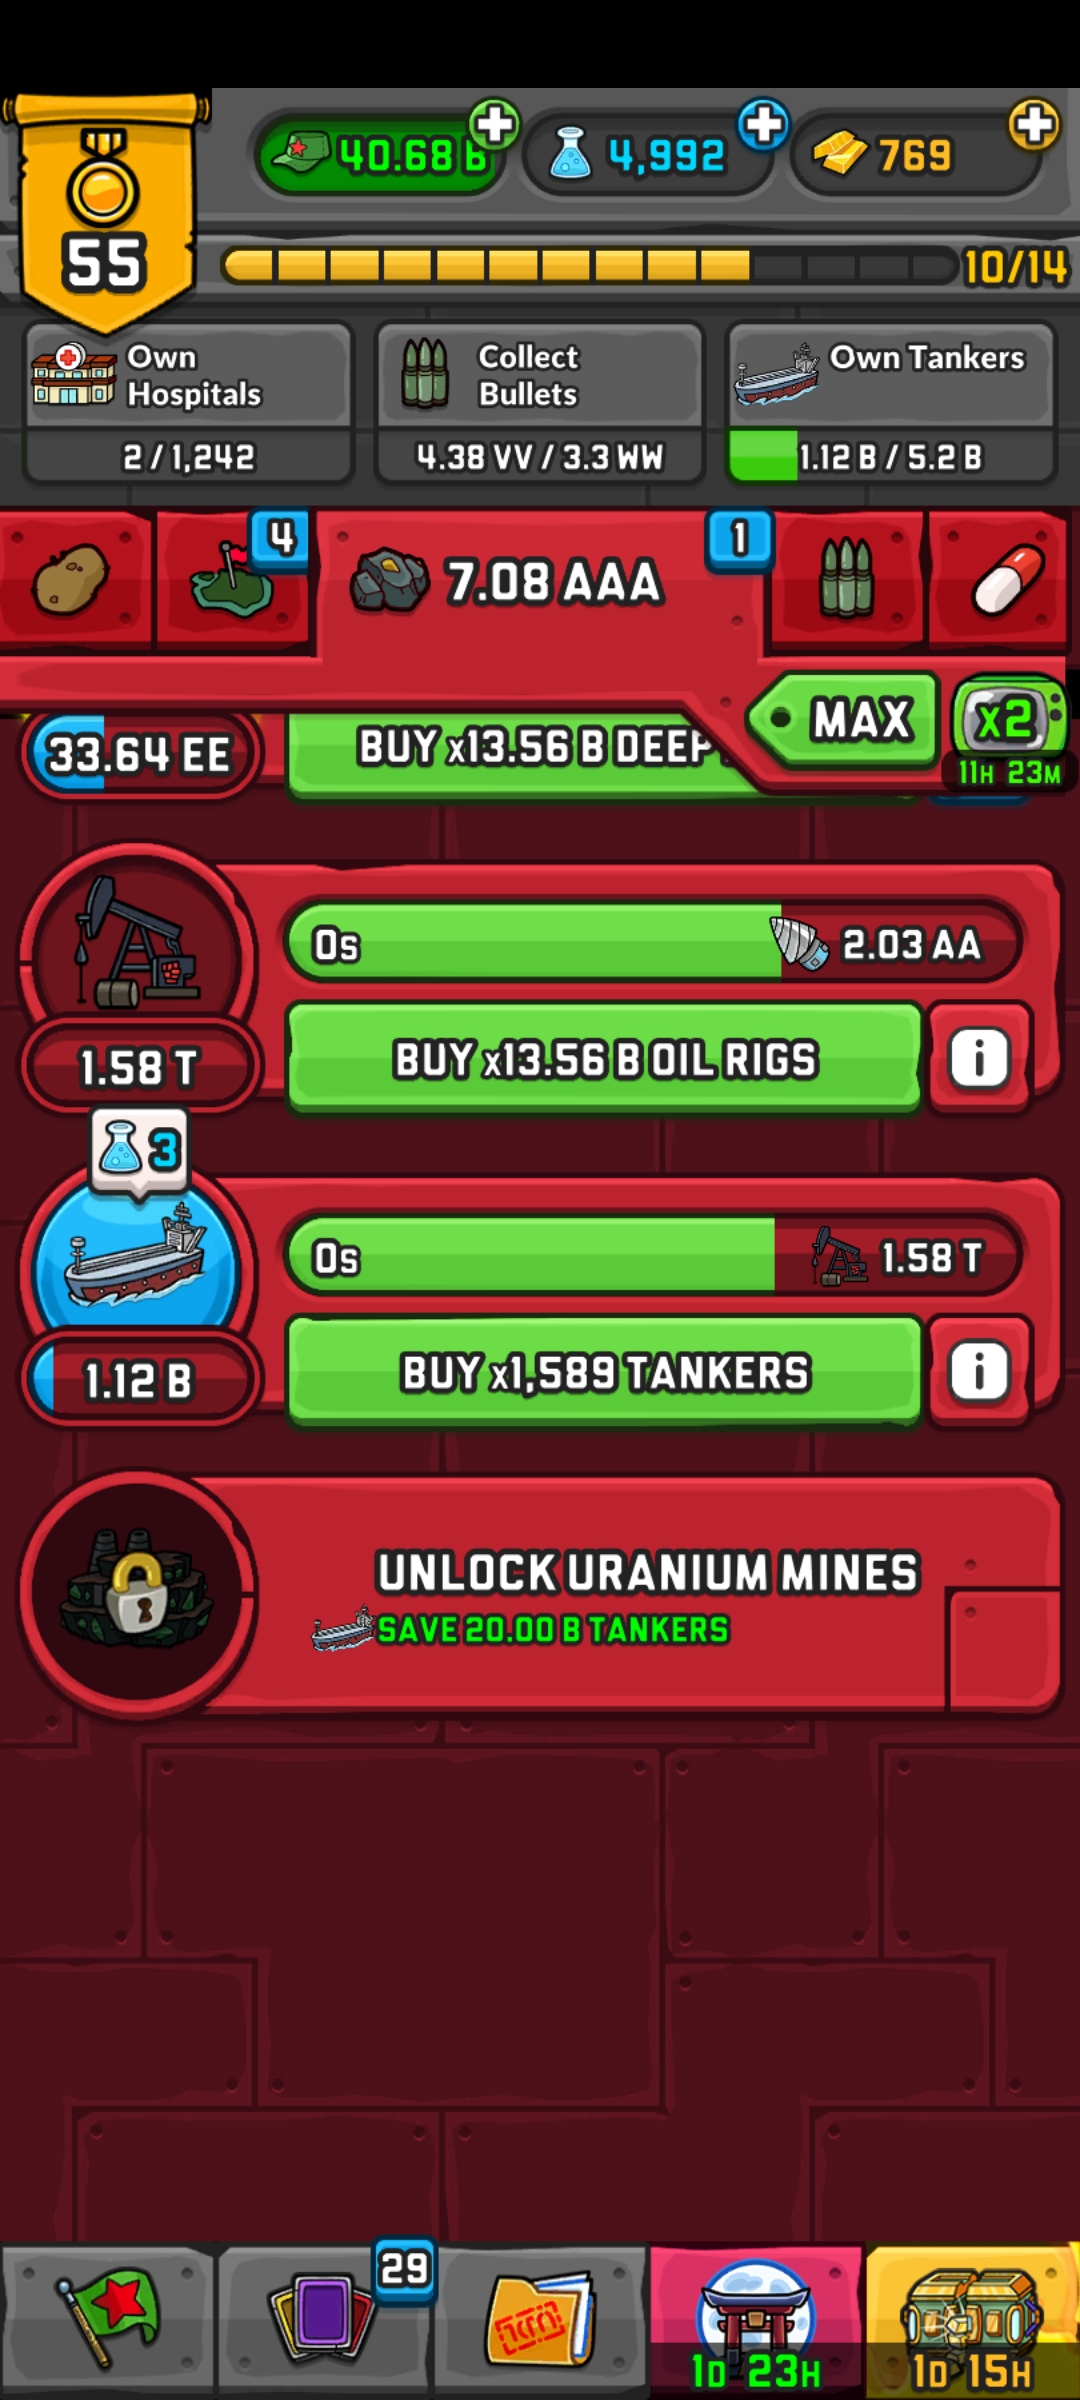 40.68 B
4,992
769
55
10/14
Own
Hospitals
2 / 1,242
Collect
Bullets
4.38 VV / 3.3 WW
Own Tankers
1.12 B / 5.2 B
4
7.08 AAA
1
33.64 EE
BUY x13.56 B DEEP
MAX
x2
11H 23M
0s
2.03 AA
1.58 T
BUY x13.56 B OIL RIGS
i
3
0s
1.58 T
1.12 B
BUY x1,589 TANKERS
i
UNLOCK URANIUM MINES
SAVE 20.00 B TANKERS
29
1D 23H
1D 15H